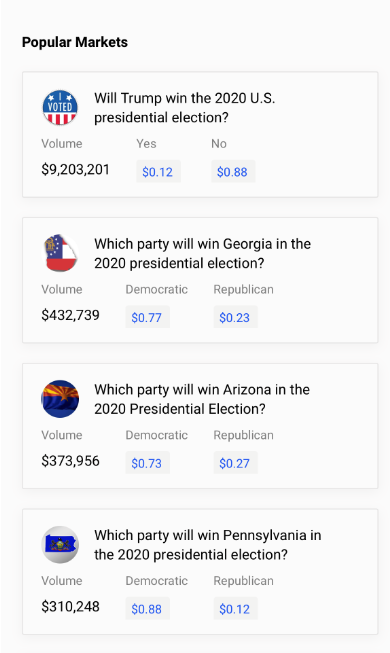 Popular Markets
I
VOTED
Will Trump win the 2020 U.S.
presidential election?
Volume Yes No
$9,203,201 $0.12 $0.88
Which party will win Georgia in the
2020 presidential election?
Volume Democratic Republican
$432,739 $0.77 $0.23
Which party will win Arizona in the
2020 Presidential Election?
Volume Democratic Republican
$373,956 $0.73 $0.27
Which party will win Pennsylvania in
the 2020 presidential election?
Volume Democratic Republican
$310,248 $0.88 $0.12